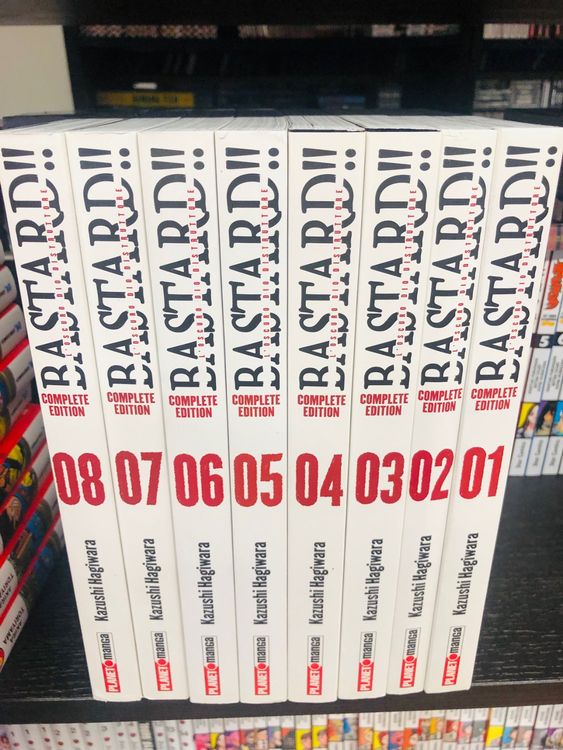 BASTARD!!
L'OSCURO DIO DISTRUTTORE
COMPLETE
EDITION
08
Kazushi Hagiwara
PLANET manga
BASTARD!!
L'OSCURO DIO DISTRUTTORE
COMPLETE
EDITION
07
Kazushi Hagiwara
PLANET manga
BASTARD!!
L'OSCURO DIO DISTRUTTORE
COMPLETE
EDITION
06
Kazushi Hagiwara
PLANET manga
BASTARD!!
L'OSCURO DIO DISTRUTTORE
COMPLETE
EDITION
05
Kazushi Hagiwara
PLANET manga
BASTARD!!
L'OSCURO DIO DISTRUTTORE
COMPLETE
EDITION
04
Kazushi Hagiwara
PLANET manga
BASTARD!!
L'OSCURO DIO DISTRUTTORE
COMPLETE
EDITION
03
Kazushi Hagiwara
PLANET manga
BASTARD!!
L'OSCURO DIO DISTRUTTORE
COMPLETE
EDITION
02
Kazushi Hagiwara
PLANET manga
BASTARD!!
L'OSCURO DIO DISTRUTTORE
COMPLETE
EDITION
01
Kazushi Hagiwara
PLANET manga
5
6